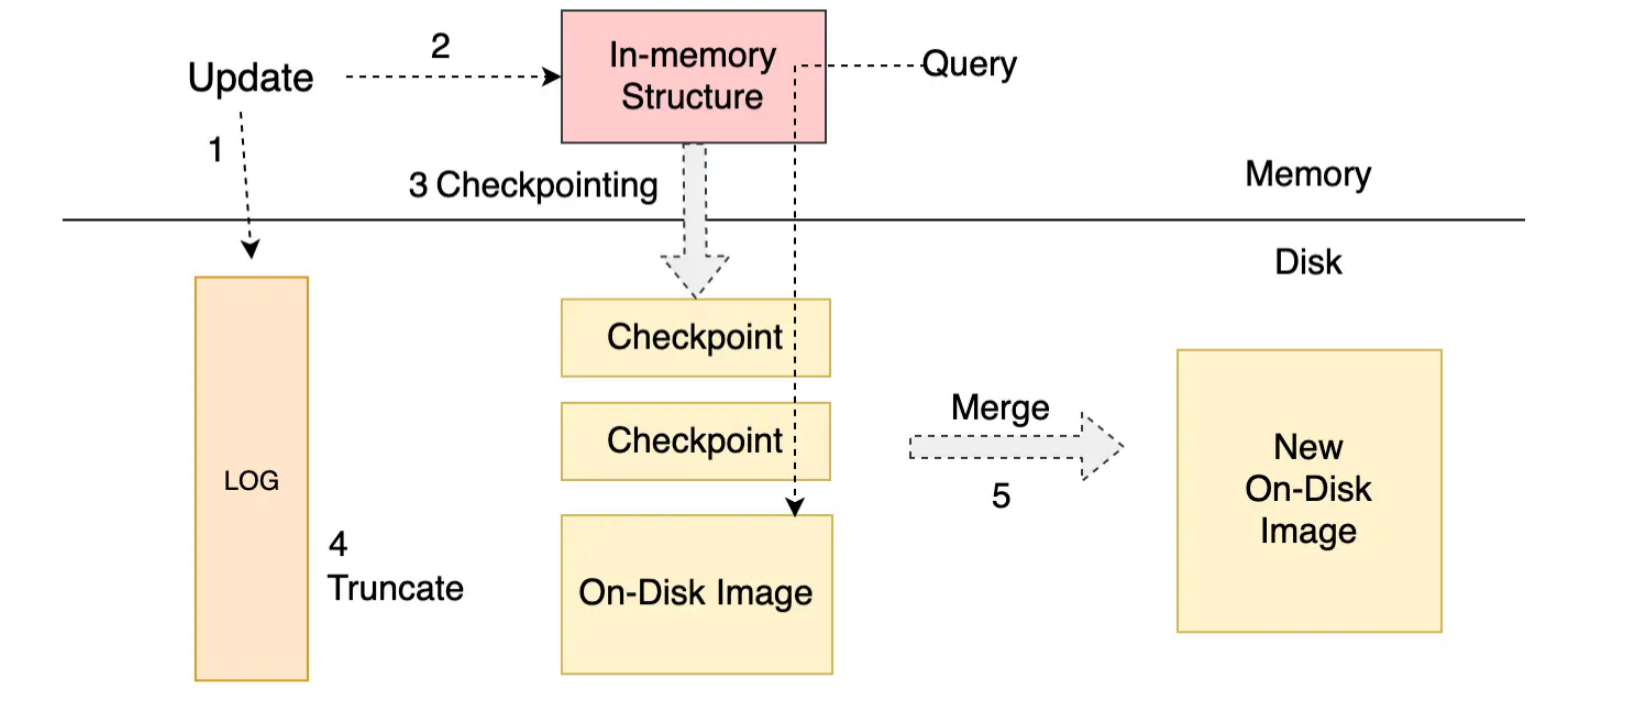 2
In-memory
Structure
Query
Update
1
3 Checkpointing
Memory
Disk
Checkpoint
Checkpoint
Merge
5
LOG
4
Truncate
On-Disk Image
New
On-Disk
Image